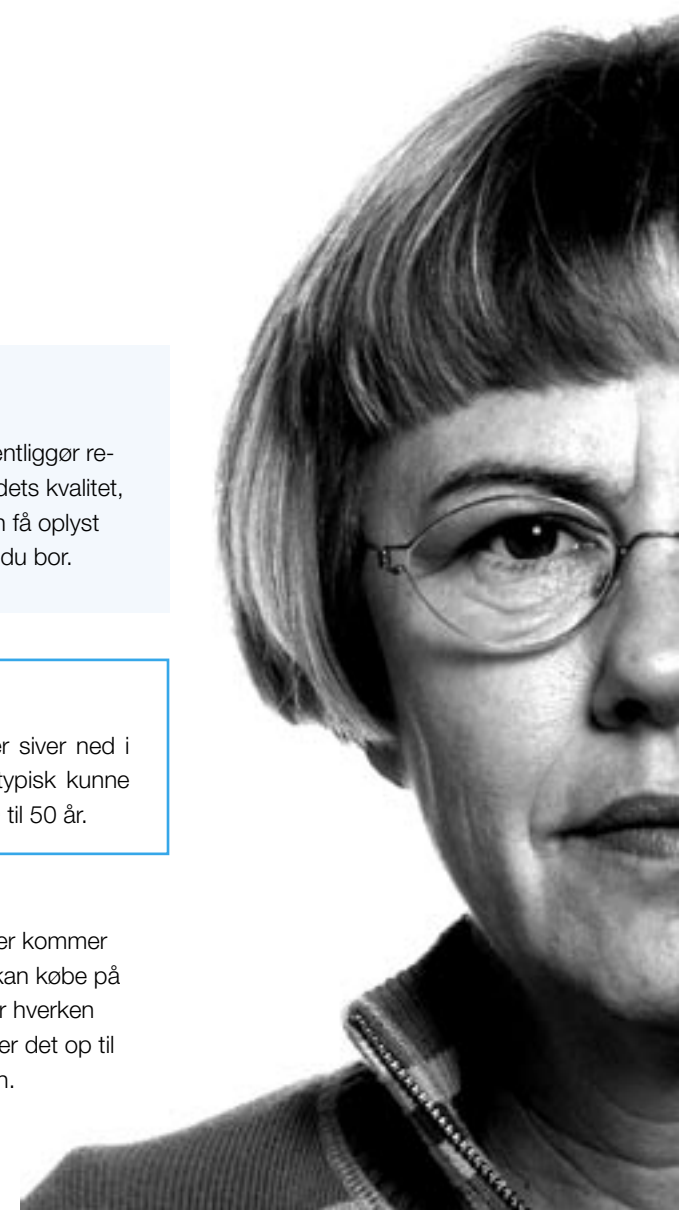 entliggør re-
dets kvalitet,
få oplyst
du bor.
siver ned i
typisk kunne
til 50 år.
er kommer
kan købe på
hverken
er det op til